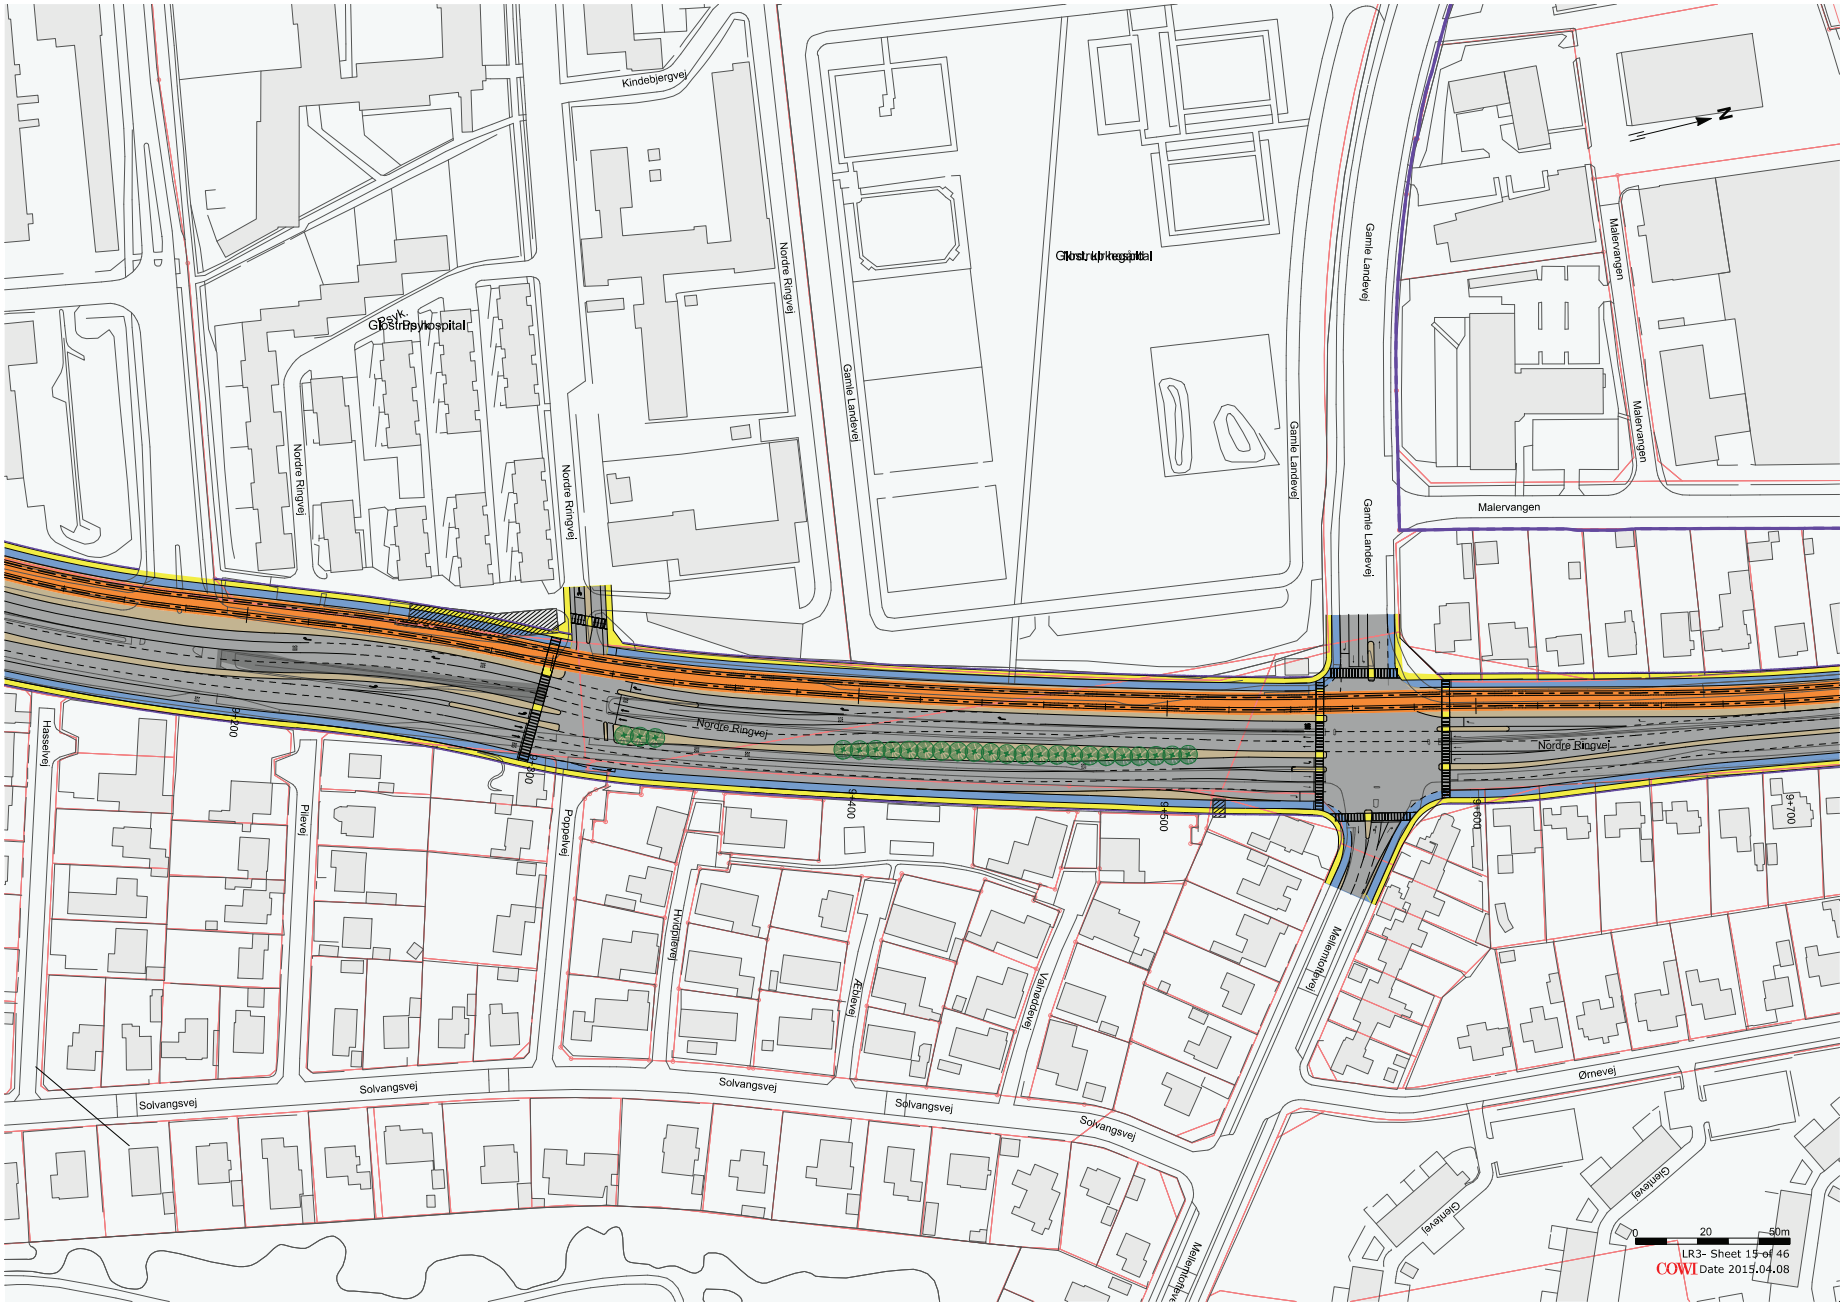 Kindebjergvej
N
Nordre Ringvej
Gamle Landevej
Malervangen
Psyk.
Nordre Ringvej
Gamle Landevej
Gamle Landevej
Malervangen
Nordre Ringvej
Malervangen
Gamle Landevej
Nordre Ringvej
Nordre Ringvej
9+200
9+300
9+400
9+500
9+600
9+700
Hasselvej
Pilevej
Poppelvej
Hvidpilevej
Æblevej
Valnøddevej
Mellemtoftevej
Solvangsvej
Solvangsvej
Solvangsvej
Solvangsvej
Solvangsvej
Ørnevej
Glentevej
Glentevej
Mellemtoftevej
0 20 50m
LR3- Sheet 15 of 46
COWI Date 2015.04.08